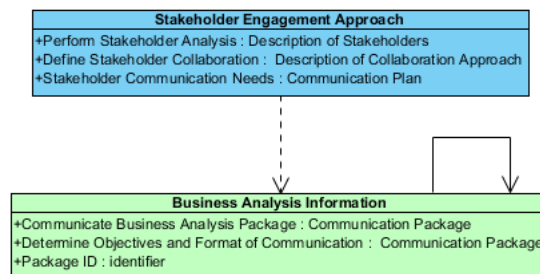 Stakeholder Engagement Approach
+Perform Stakeholder Analysis : Description of Stakeholders
+Define Stakeholder Collaboration :  Description of Collaboration Approach
+Stakeholder Communication Needs : Communication Plan
Business Analysis Information
+Communicate Business Analysis Package : Communication Package
+Determine Objectives and Format of Communication :  Communication Package
+Package ID : identifier